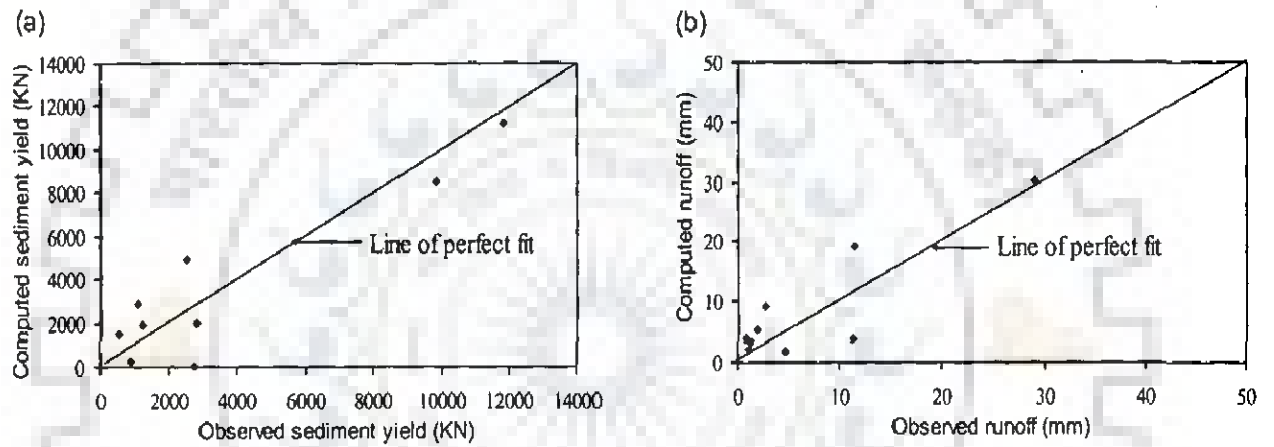 (a)
Computed sediment yield (KN)
14000
12000
10000
8000
6000
4000
2000
0
0 2000 4000 6000 8000 10000 12000 14000
Observed sediment yield (KN)
Line of perfect fit
(b)
Computed runoff (mm)
50
40
30
20
10
0
0 10 20 30 40 50
Observed runoff (mm)
Line of perfect fit